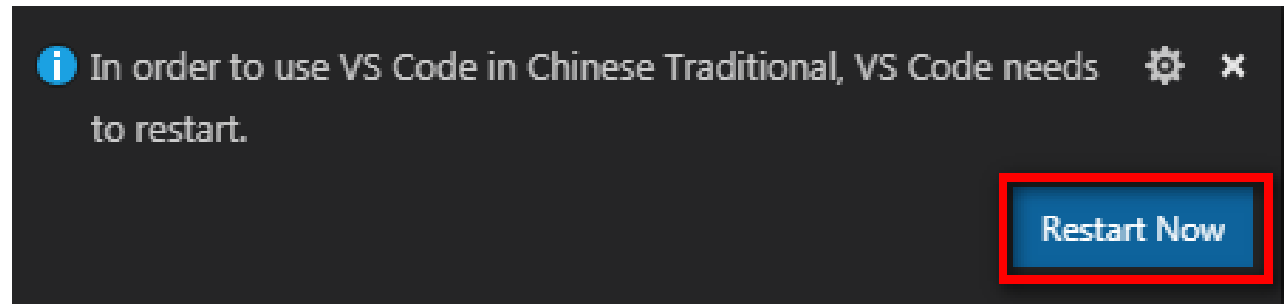 In order to use VS Code in Chinese Traditional, VS Code needs
to restart.
Restart Now